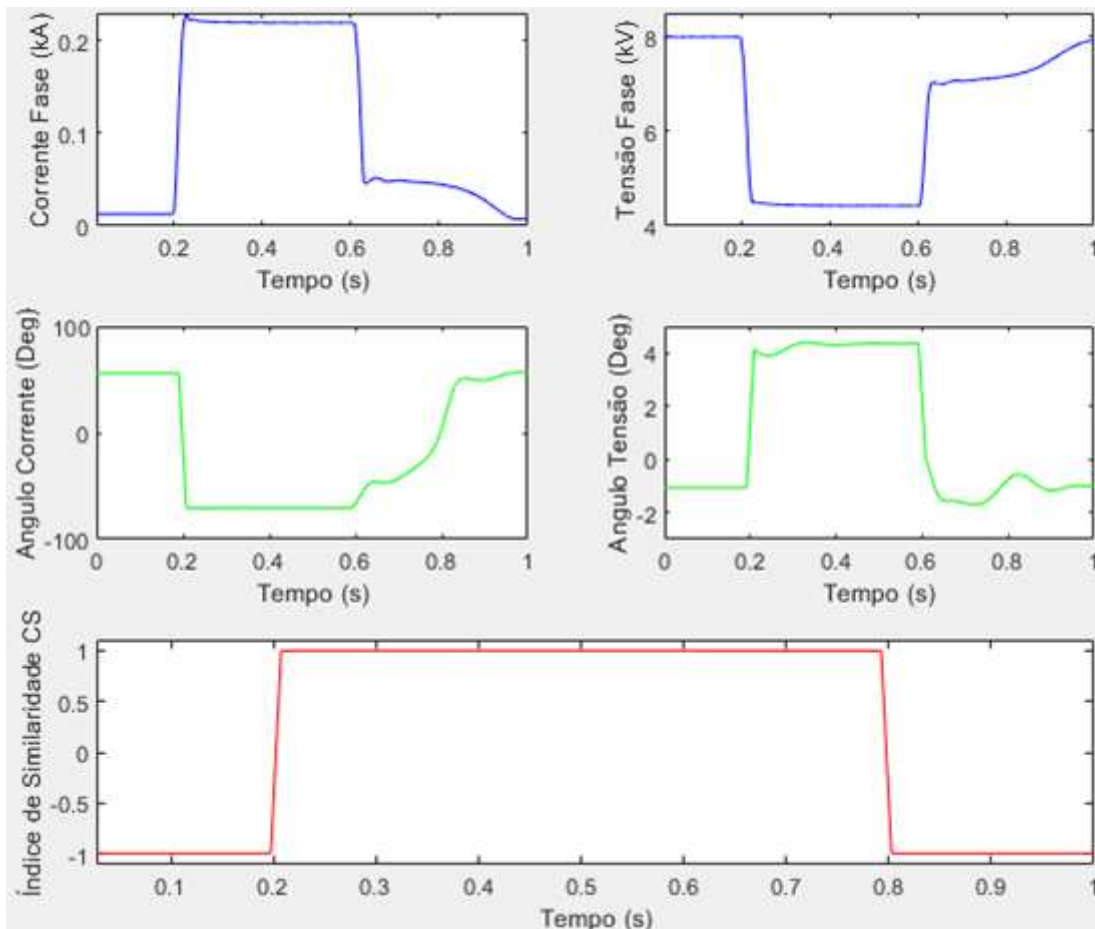 Corrente Fase (kA)
0.2
0.1
0
0.2 0.4 0.6 0.8 1
Tempo (s)
Tensão Fase (kV)
8
6
4
0.2 0.4 0.6 0.8 1
Tempo (s)
Angulo Corrente (Deg)
100
0
-100
0 0.2 0.4 0.6 0.8 1
Tempo (s)
Angulo Tensão (Deg)
4
2
0
-2
0 0.2 0.4 0.6 0.8 1
Tempo (s)
Índice de Similaridade CS
1
0.5
0
-0.5
-1
0.1 0.2 0.3 0.4 0.5 0.6 0.7 0.8 0.9 1
Tempo (s)